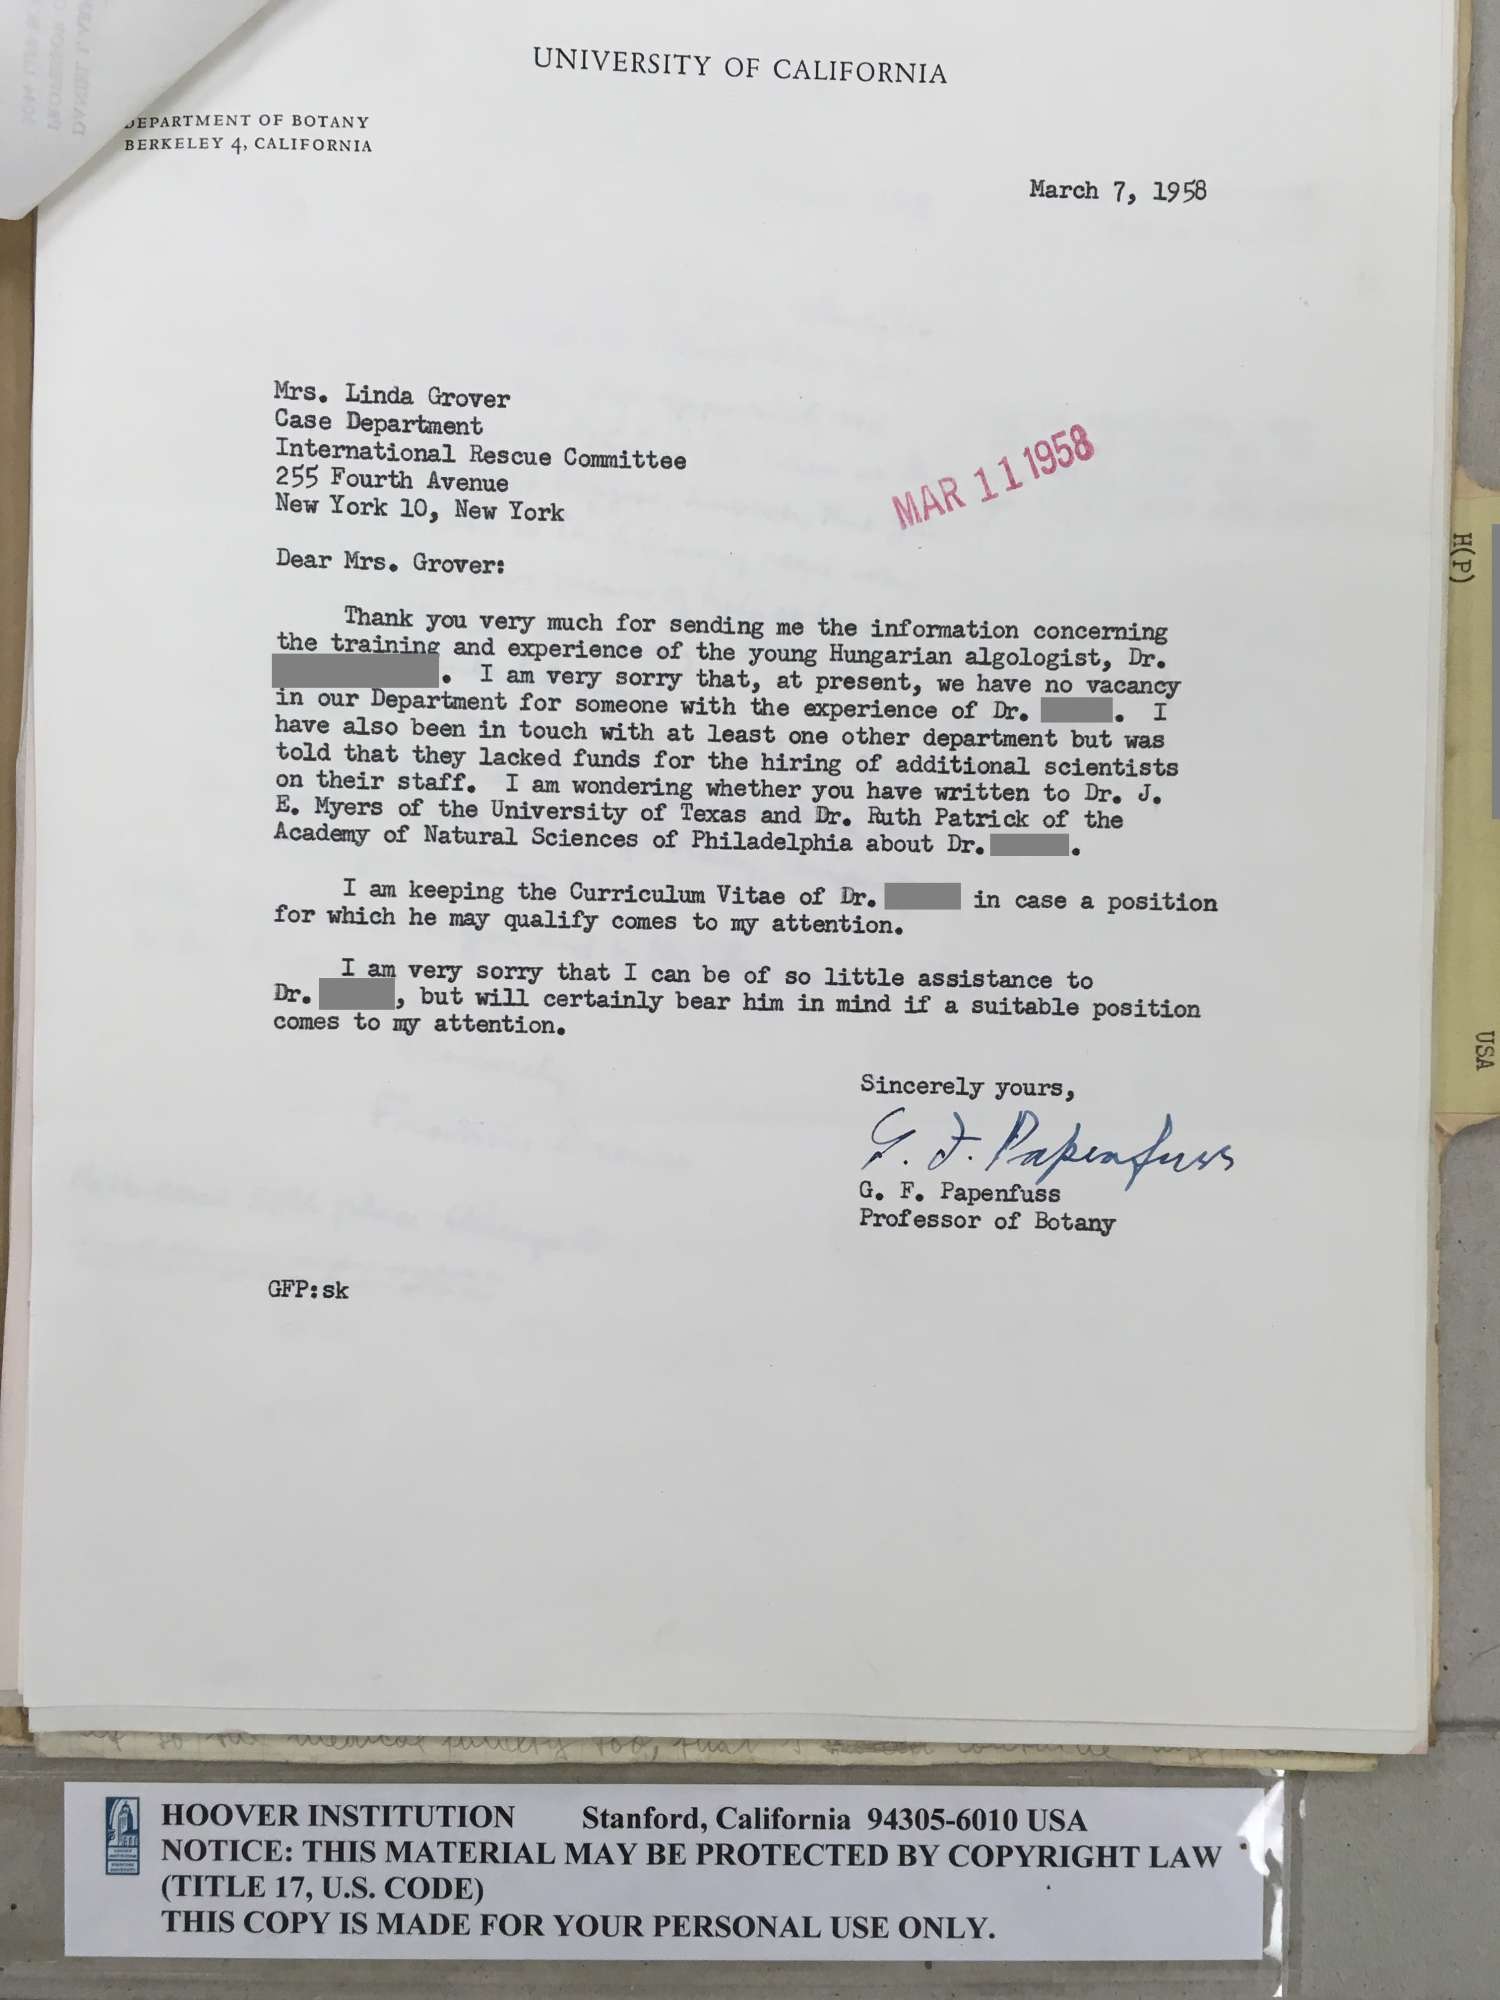 UNIVERSITY OF CALIFORNIA
DEPARTMENT OF BOTANY
BERKELEY 4, CALIFORNIA
March 7, 1958
Mrs. Linda Grover
Case Department
International Rescue Committee
255 Fourth Avenue
New York 10, New York
MAR 11 1958
Dear Mrs. Grover:
Thank you very much for sending me the information concerning
the training and experience of the young Hungarian algologist, Dr.
. I am very sorry that, at present, we have no vacancy
in our Department for someone with the experience of Dr. . I
have also been in touch with at least one other department but was
told that they lacked funds for the hiring of additional scientists
on their staff. I am wondering whether you have written to Dr. J.
E. Myers of the University of Texas and Dr. Ruth Patrick of the
Academy of Natural Sciences of Philadelphia about Dr. .
I am keeping the Curriculum Vitae of Dr. in case a position
for which he may qualify comes to my attention.
I am very sorry that I can be of so little assistance to
Dr. , but will certainly bear him in mind if a suitable position
comes to my attention.
Sincerely yours,
G. F. Papenfuss
G. F. Papenfuss
Professor of Botany
GFP:sk
H(P)
USA
HOOVER INSTITUTION Stanford, California 94305-6010 USA
NOTICE: THIS MATERIAL MAY BE PROTECTED BY COPYRIGHT LAW
(TITLE 17, U.S. CODE)
THIS COPY IS MADE FOR YOUR PERSONAL USE ONLY.